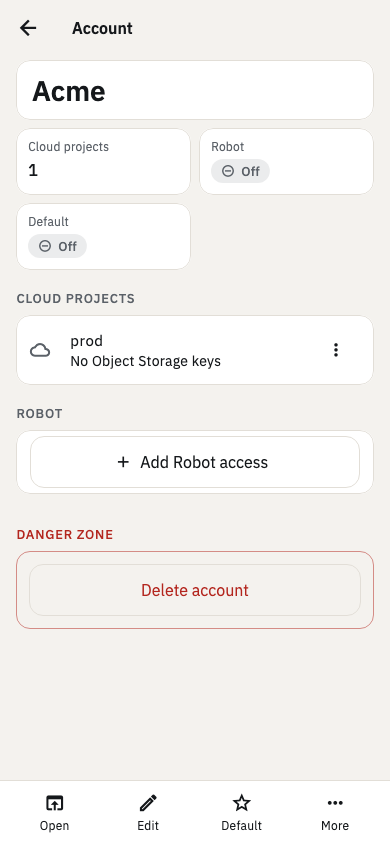 Account
Acme
Cloud projects
1
Robot
Off
Default
Off
CLOUD PROJECTS
prod
No Object Storage keys
ROBOT
Add Robot access
DANGER ZONE
Delete account
Open
Edit
Default
More